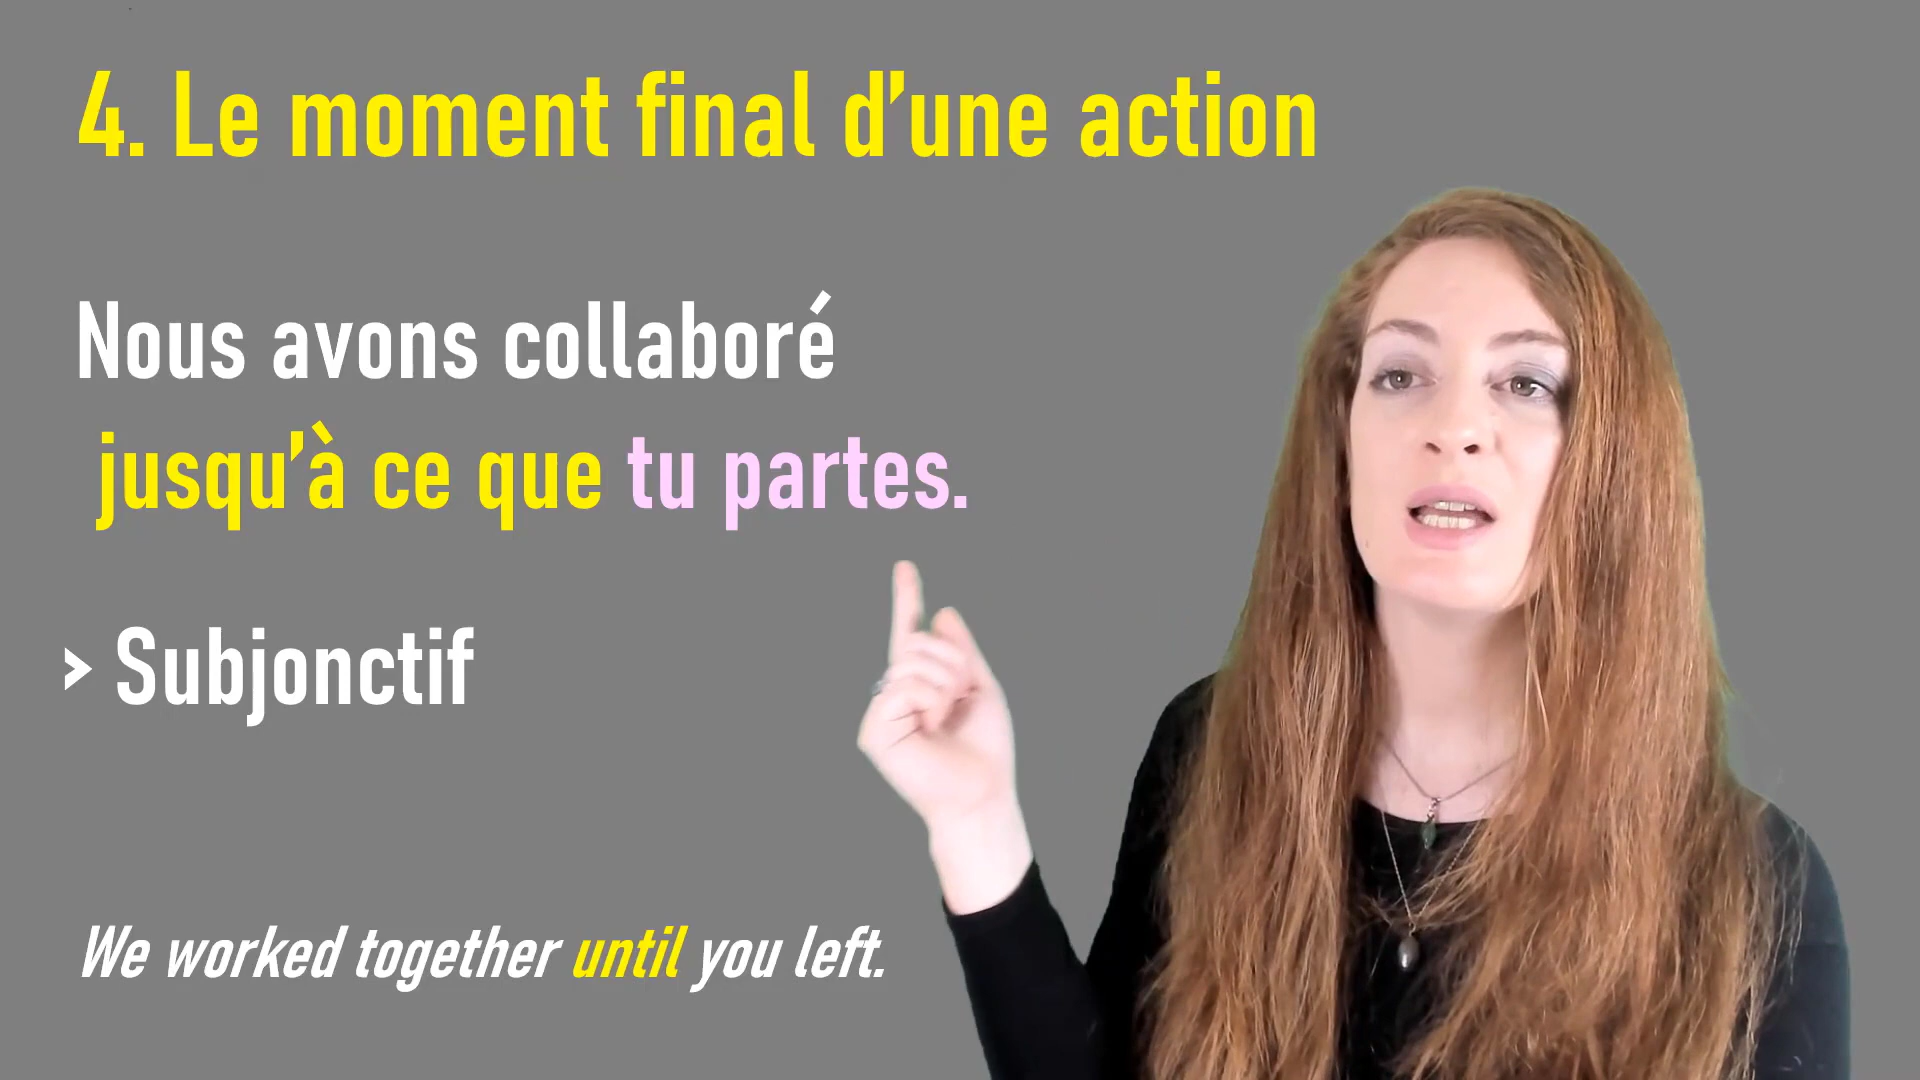 4. Le moment final d’une action
Nous avons collaboré
jusqu’à ce que tu partes.
> Subjonctif
We worked together until you left.